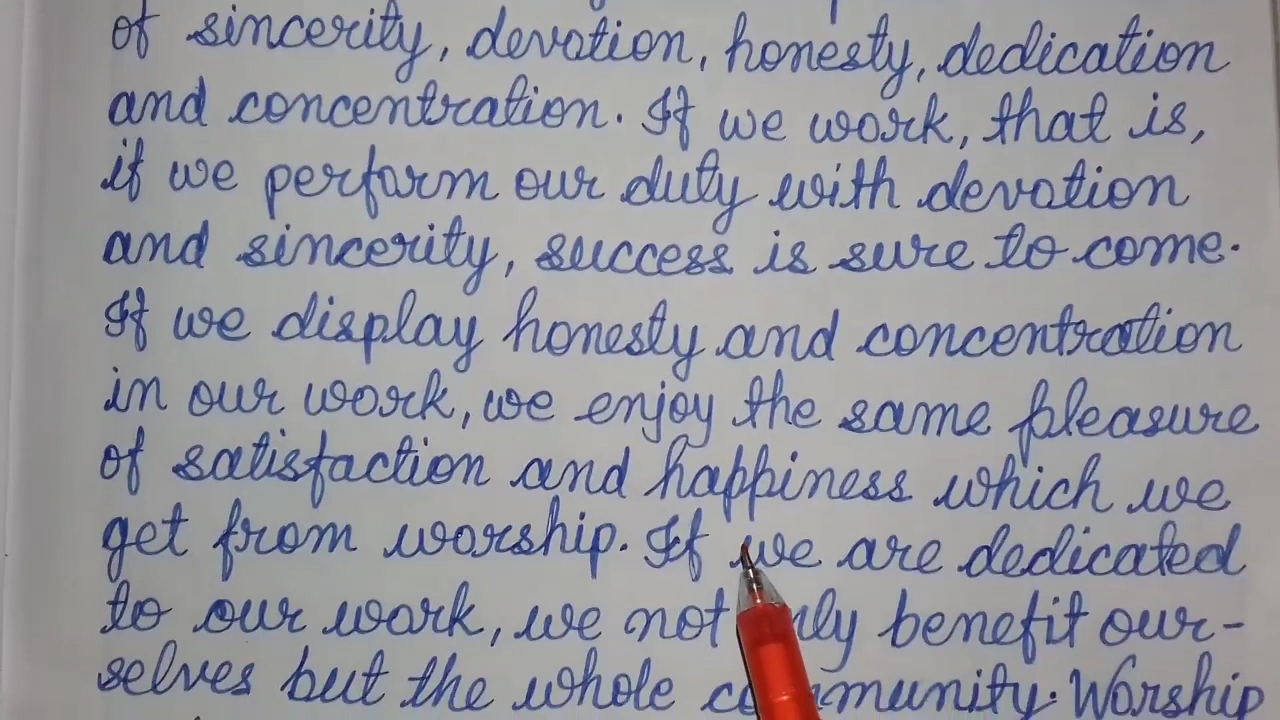 of sincerity, devotion, honesty, dedication
and concentration. If we work, that is,
if we perform our duty with devotion
and sincerity, success is sure to come.
If we display honesty and concentration
in our work, we enjoy the same pleasure
of satisfaction and happiness which we
get from worship. If we are dedicated
to our work, we not only benefit our-
selves but the whole community. Worship